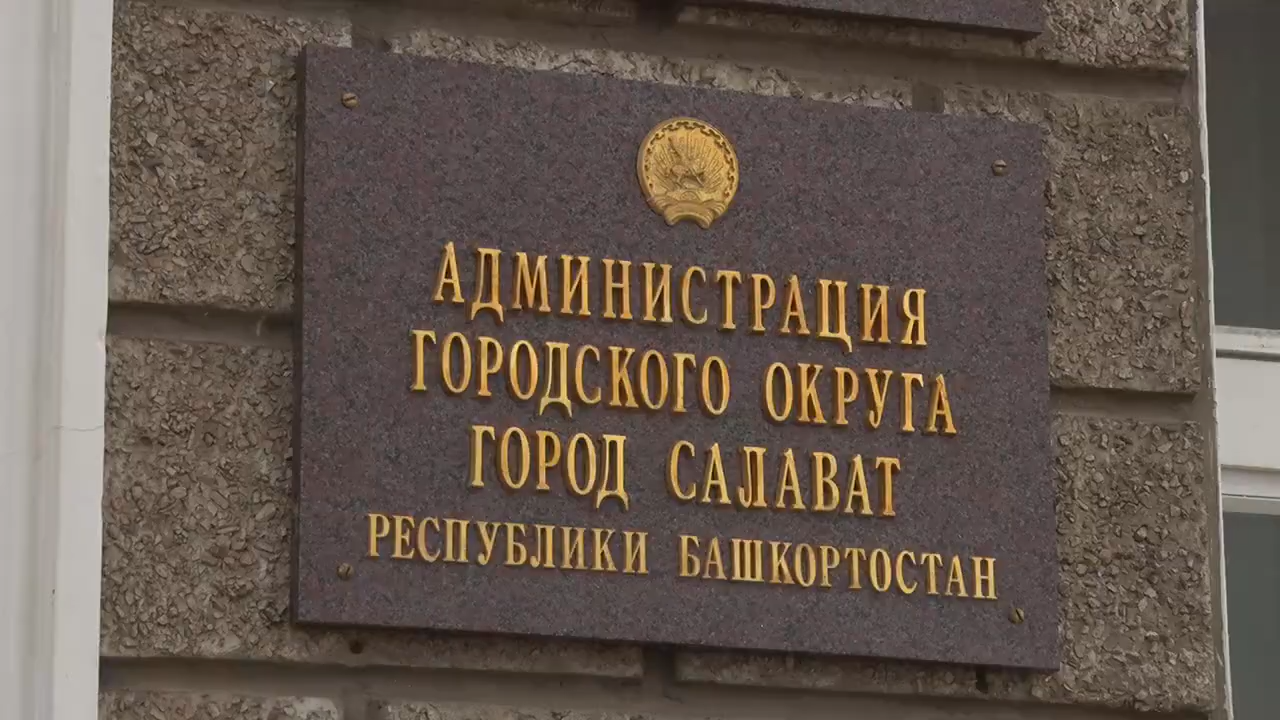 АДМИНИСТРАЦИЯ
ГОРОДСКОГО ОКРУГА
ГОРОД САЛАВАТ
РЕСПУБЛИКИ БАШКОРТОСТАН